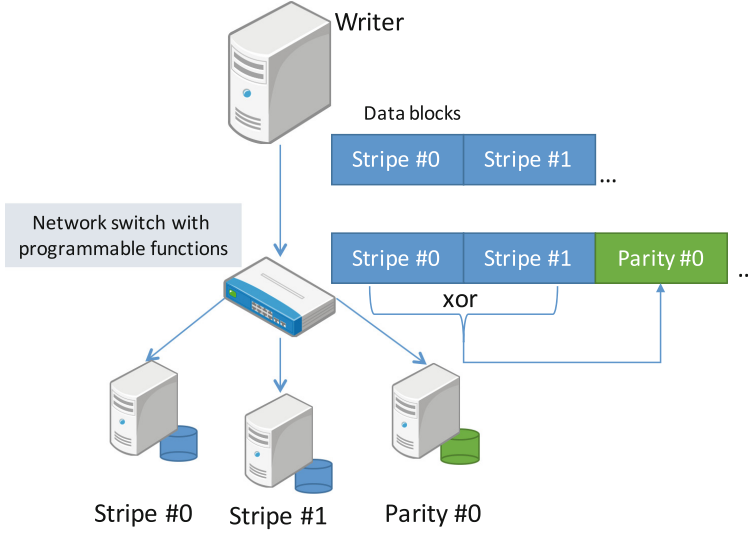 Writer
Data blocks
Stripe #0 Stripe #1 ...
Network switch with
programmable functions
Stripe #0 Stripe #1 Parity #0 ..
xor
Stripe #0 Stripe #1 Parity #0